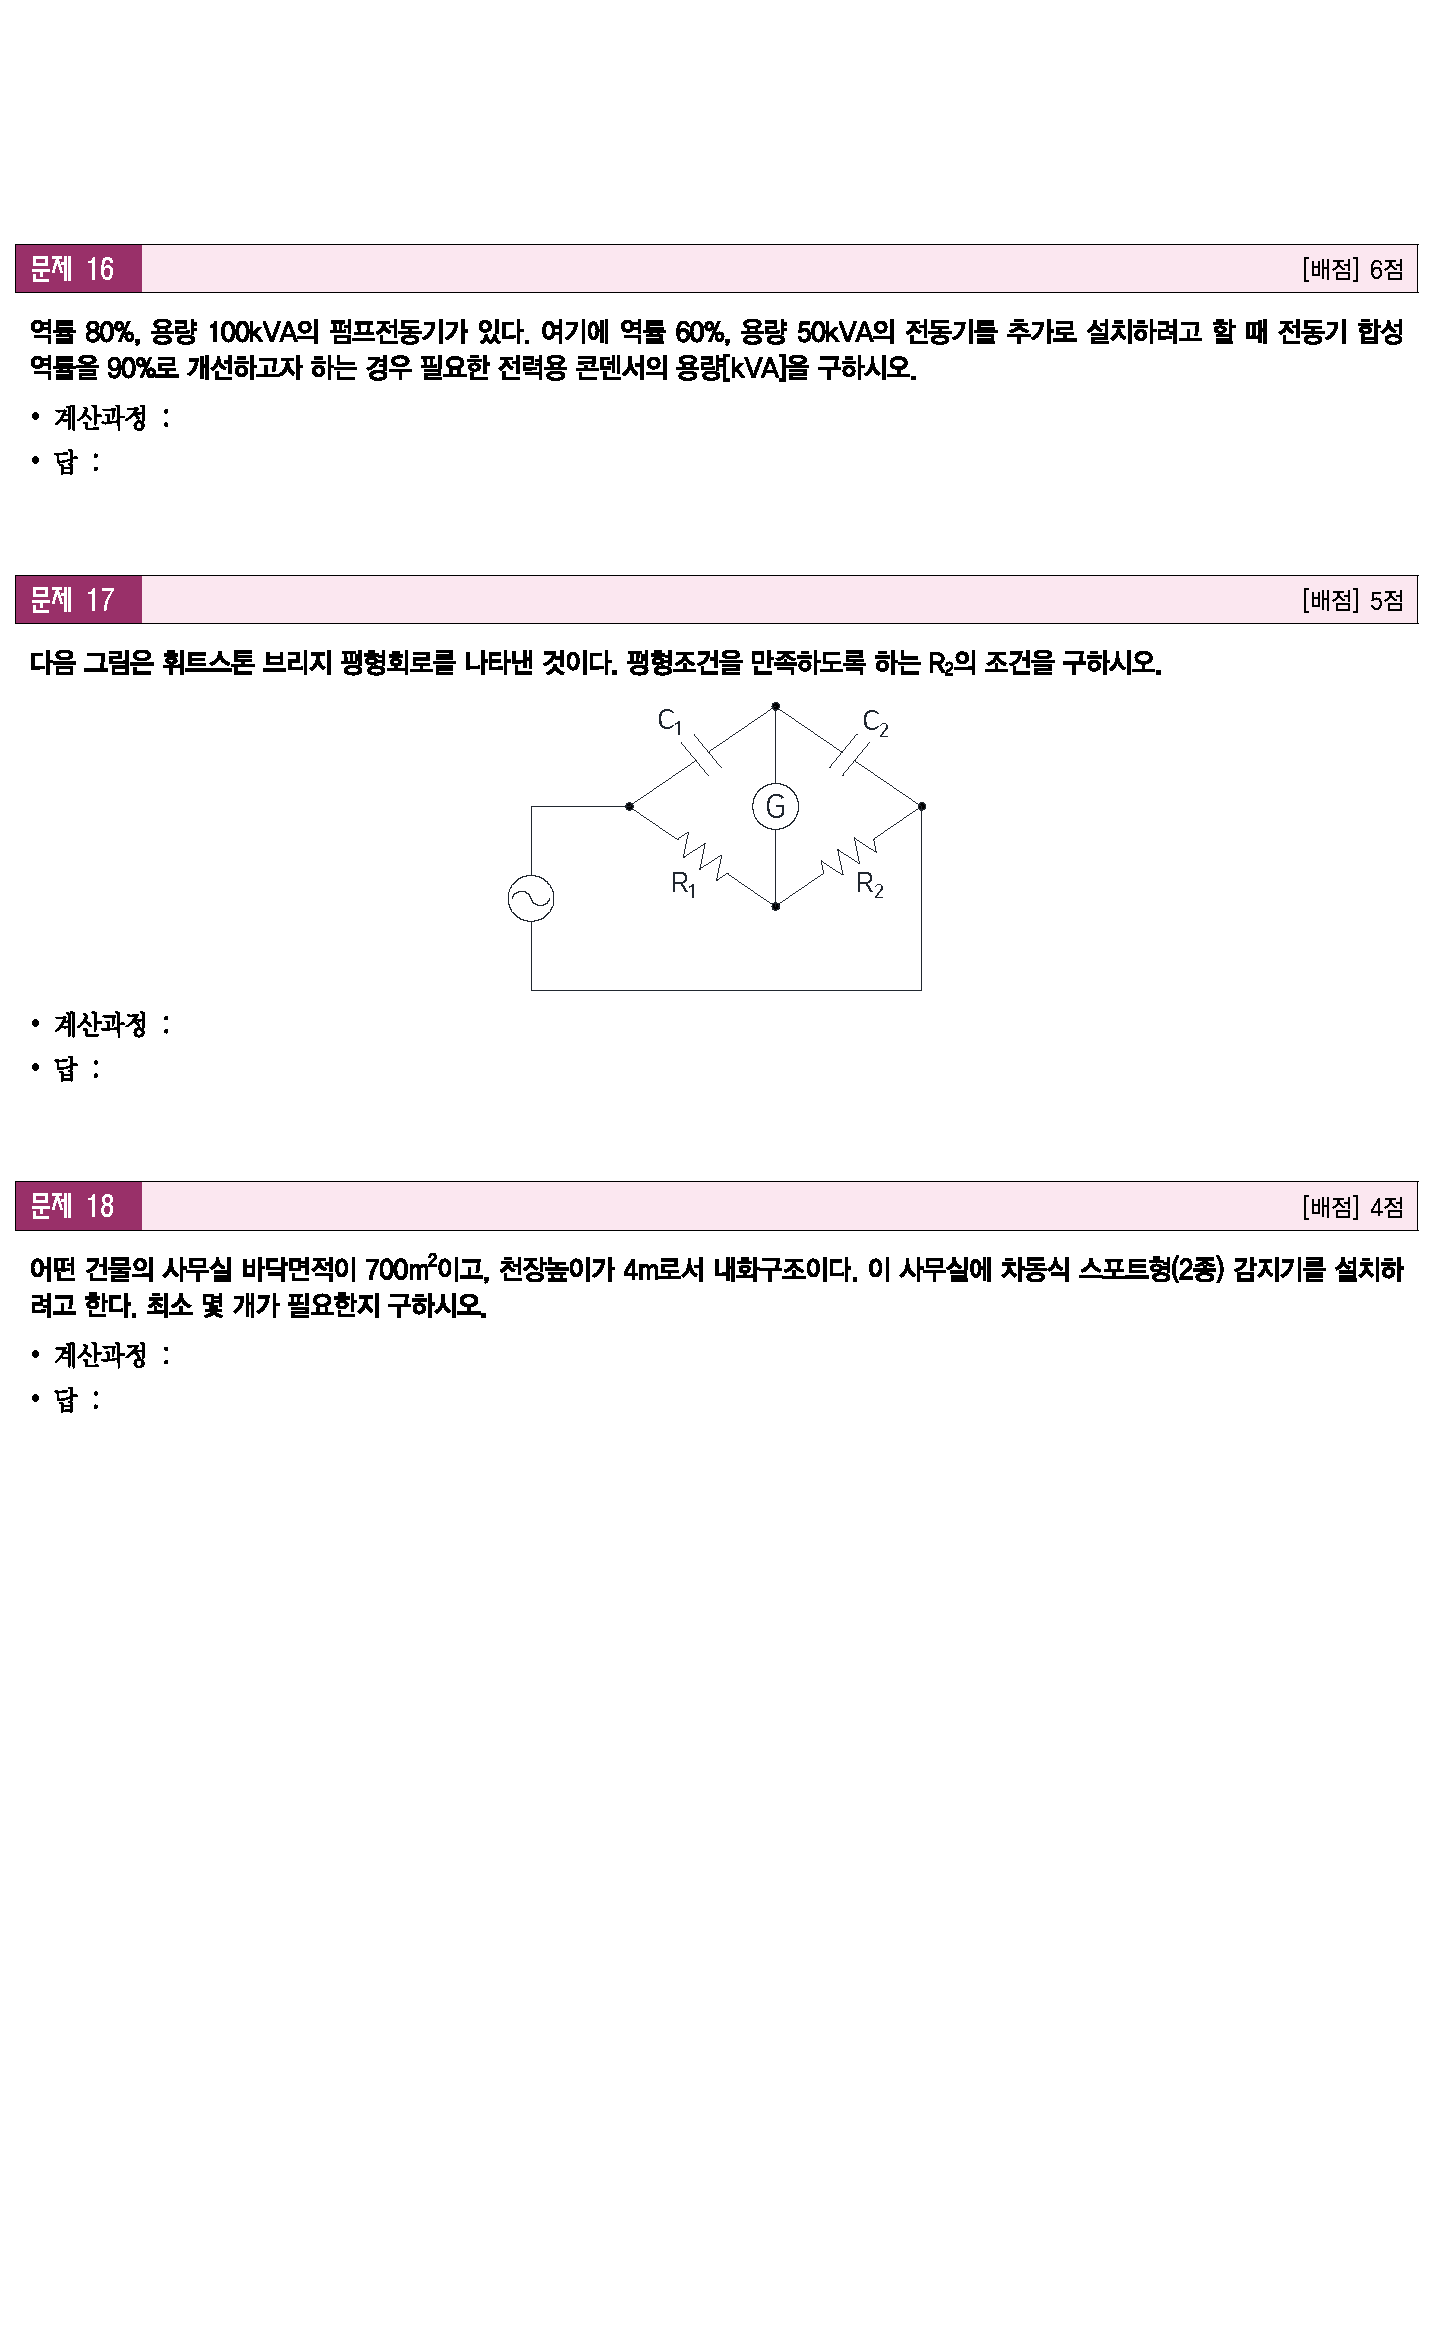 문제 16 [배점] 6점
역률 80%, 용량 100kVA의 펌프전동기가 있다. 여기에 역률 60%, 용량 50kVA의 전동기를 추가로 설치하려고 할 때 전동기 합성
역률을 90%로 개선하고자 하는 경우 필요한 전력용 콘덴서의 용량[kVA]을 구하시오.
• 계산과정 :
• 답 :
문제 17 [배점] 5점
다음 그림은 휘트스톤 브리지 평형회로를 나타낸 것이다. 평형조건을 만족하도록 하는 R₂의 조건을 구하시오.
C₁ C₂
G
R₁ R₂
• 계산과정 :
• 답 :
문제 18 [배점] 4점
어떤 건물의 사무실 바닥면적이 700m²이고, 천장높이가 4m로서 내화구조이다. 이 사무실에 차동식 스포트형(2종) 감지기를 설치하
려고 한다. 최소 몇 개가 필요한지 구하시오.
• 계산과정 :
• 답 :